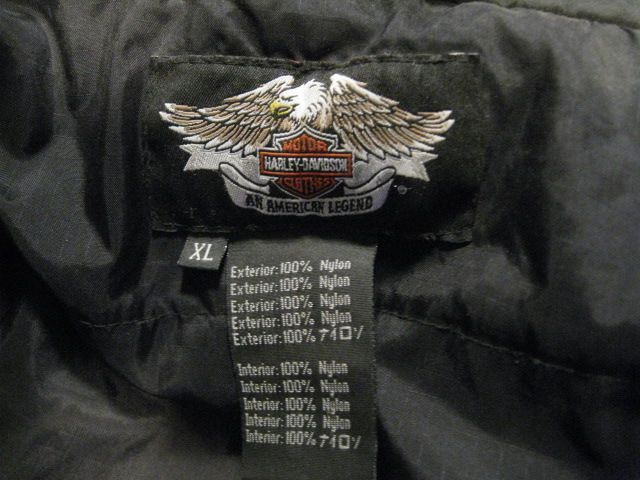 MOTOR
HARLEY-DAVIDSON
CLOTHES
AN AMERICAN LEGEND
XL
Exterior:100% Nylon
Exterior:100% Nylon
Exterior:100% Nylon
Exterior:100% Nylon
Exterior:100% ナイロン
Interior:100% Nylon
Interior:100% Nylon
Interior:100% Nylon
Interior:100% Nylon
Interior:100% ナイロン